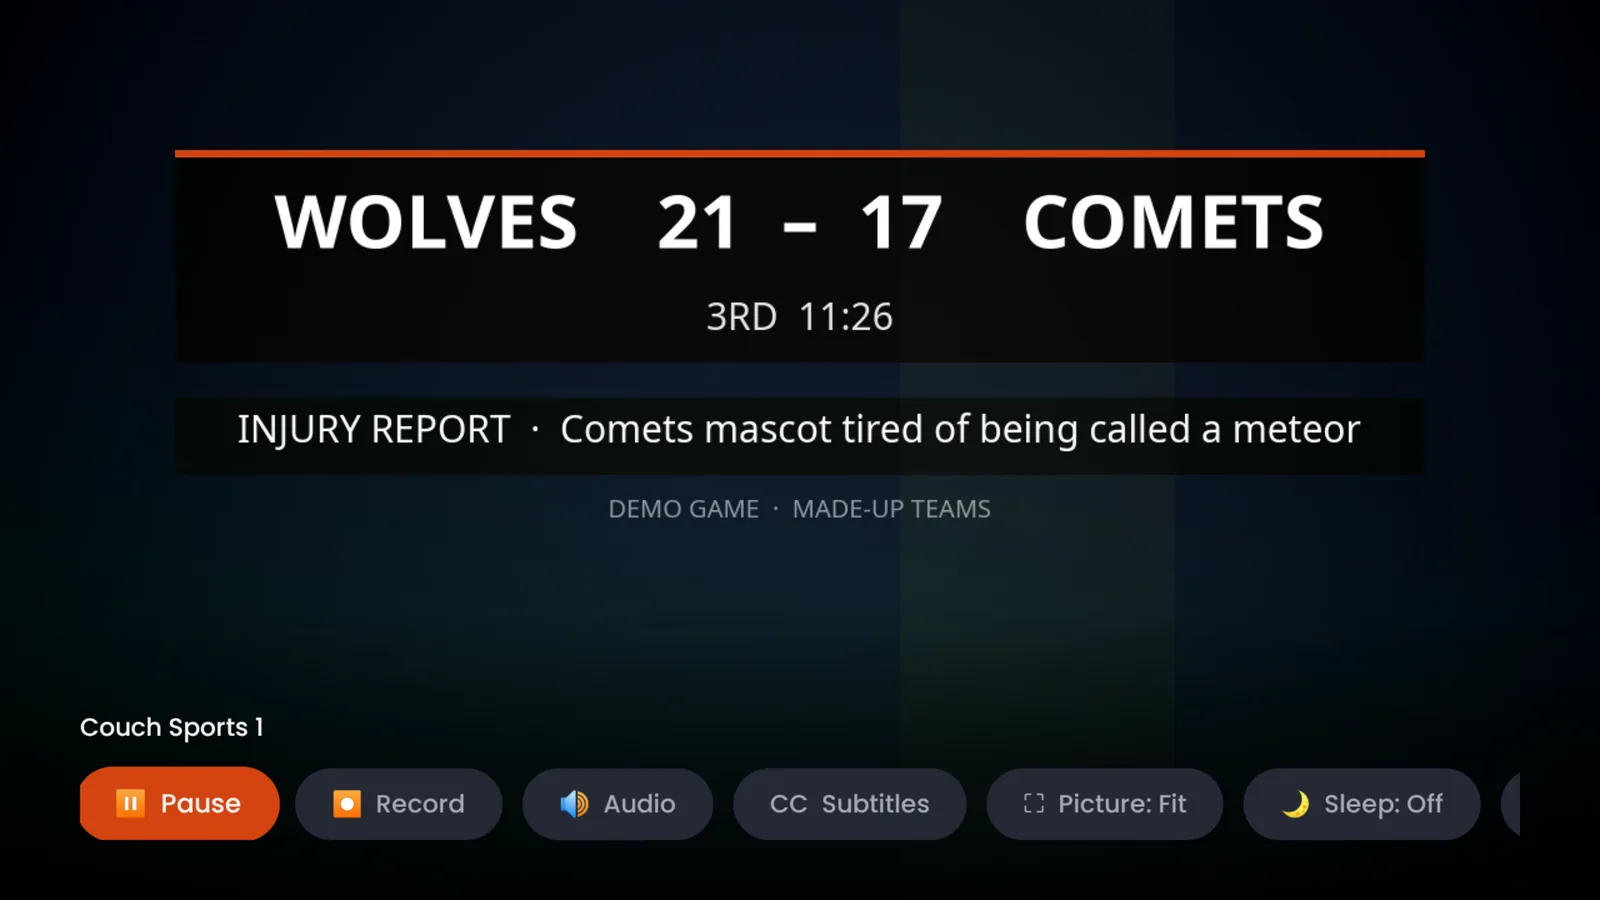 WOLVES 21 – 17 COMETS
3RD 11:26
INJURY REPORT · Comets mascot tired of being called a meteor
DEMO GAME · MADE-UP TEAMS
Couch Sports 1
Pause Record Audio CC Subtitles Picture: Fit Sleep: Off